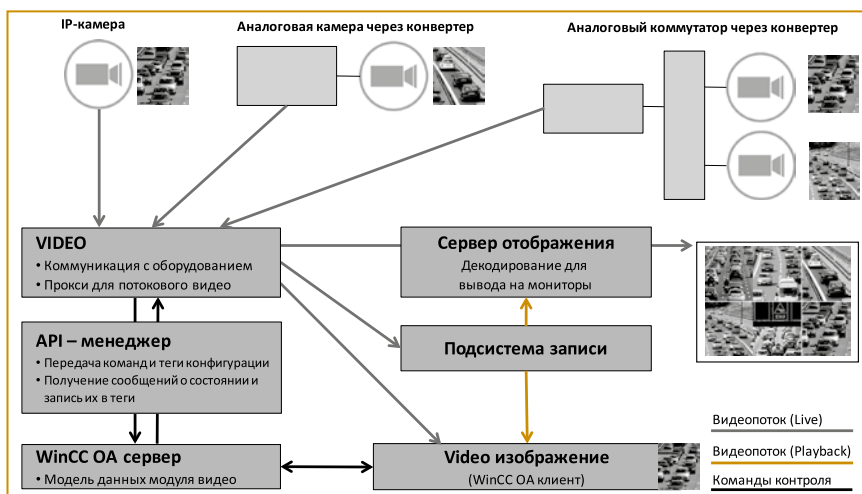 IP-камера
Аналоговая камера через конвертер
Аналоговый коммутатор через конвертер
VIDEO
• Коммуникация с оборудованием
• Прокси для потокового видео
Сервер отображения
Декодирование для
вывода на мониторы
API – менеджер
• Передача команд и теги конфигурации
• Получение сообщений о состоянии и
запись их в теги
Подсистема записи
WinCC OA сервер
• Модель данных модуля видео
Video изображение
(WinCC OA клиент)
Видеопоток (Live)
Видеопоток (Playback)
Команды контроля